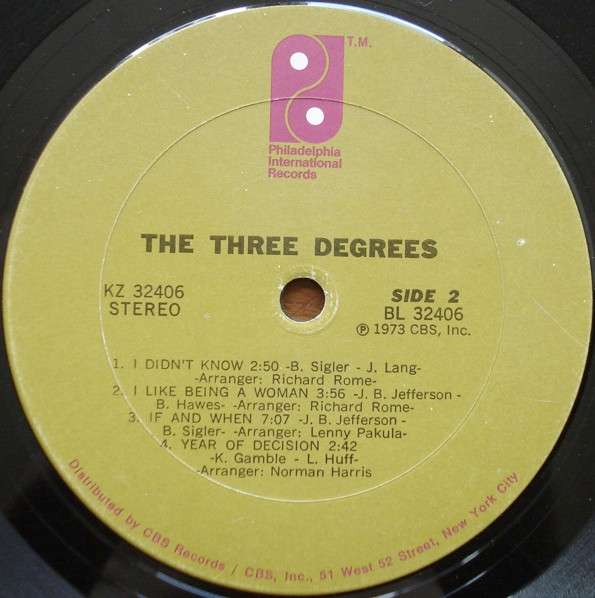 T.M.
Philadelphia
International
Records
THE THREE DEGREES
KZ 32406
STEREO
SIDE 2
BL 32406
℗ 1973 CBS, Inc.
1. I DIDN'T KNOW 2:50 -B. Sigler - J. Lang-
-Arranger: Richard Rome-
2. I LIKE BEING A WOMAN 3:56 -J. B. Jefferson -
B. Hawes- -Arranger: Richard Rome-
3. IF AND WHEN 7:07 -J. B. Jefferson -
B. Sigler- -Arranger: Lenny Pakula-
4. YEAR OF DECISION 2:42
-K. Gamble - L. Huff-
-Arranger: Norman Harris
Distributed by CBS Records / CBS, Inc., 51 West 52 Street, New York City